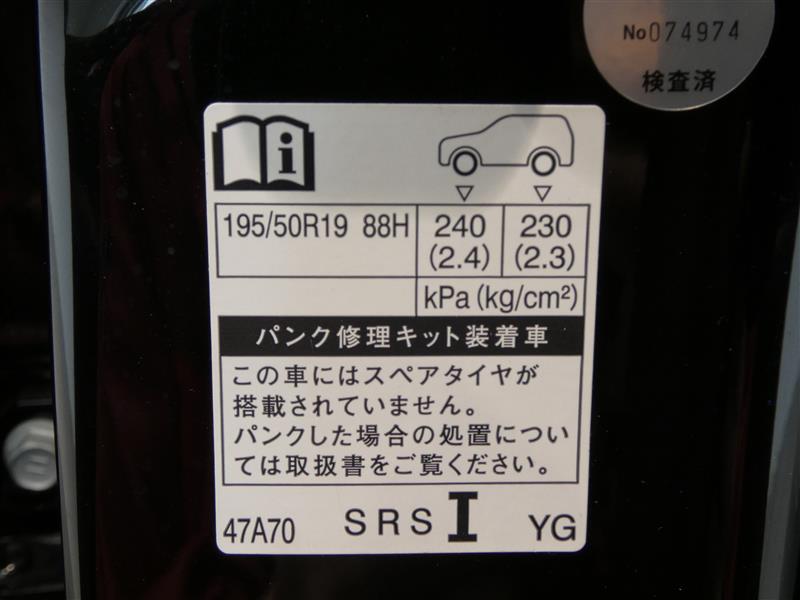 No074974
検査済
195/50R19 88H 240 (2.4) 230 (2.3)
kPa(kg/cm²)
パンク修理キット装着車
この車にはスペアタイヤが
搭載されていません。
パンクした場合の処置につい
ては取扱書をご覧ください。
47A70 SRS I YG